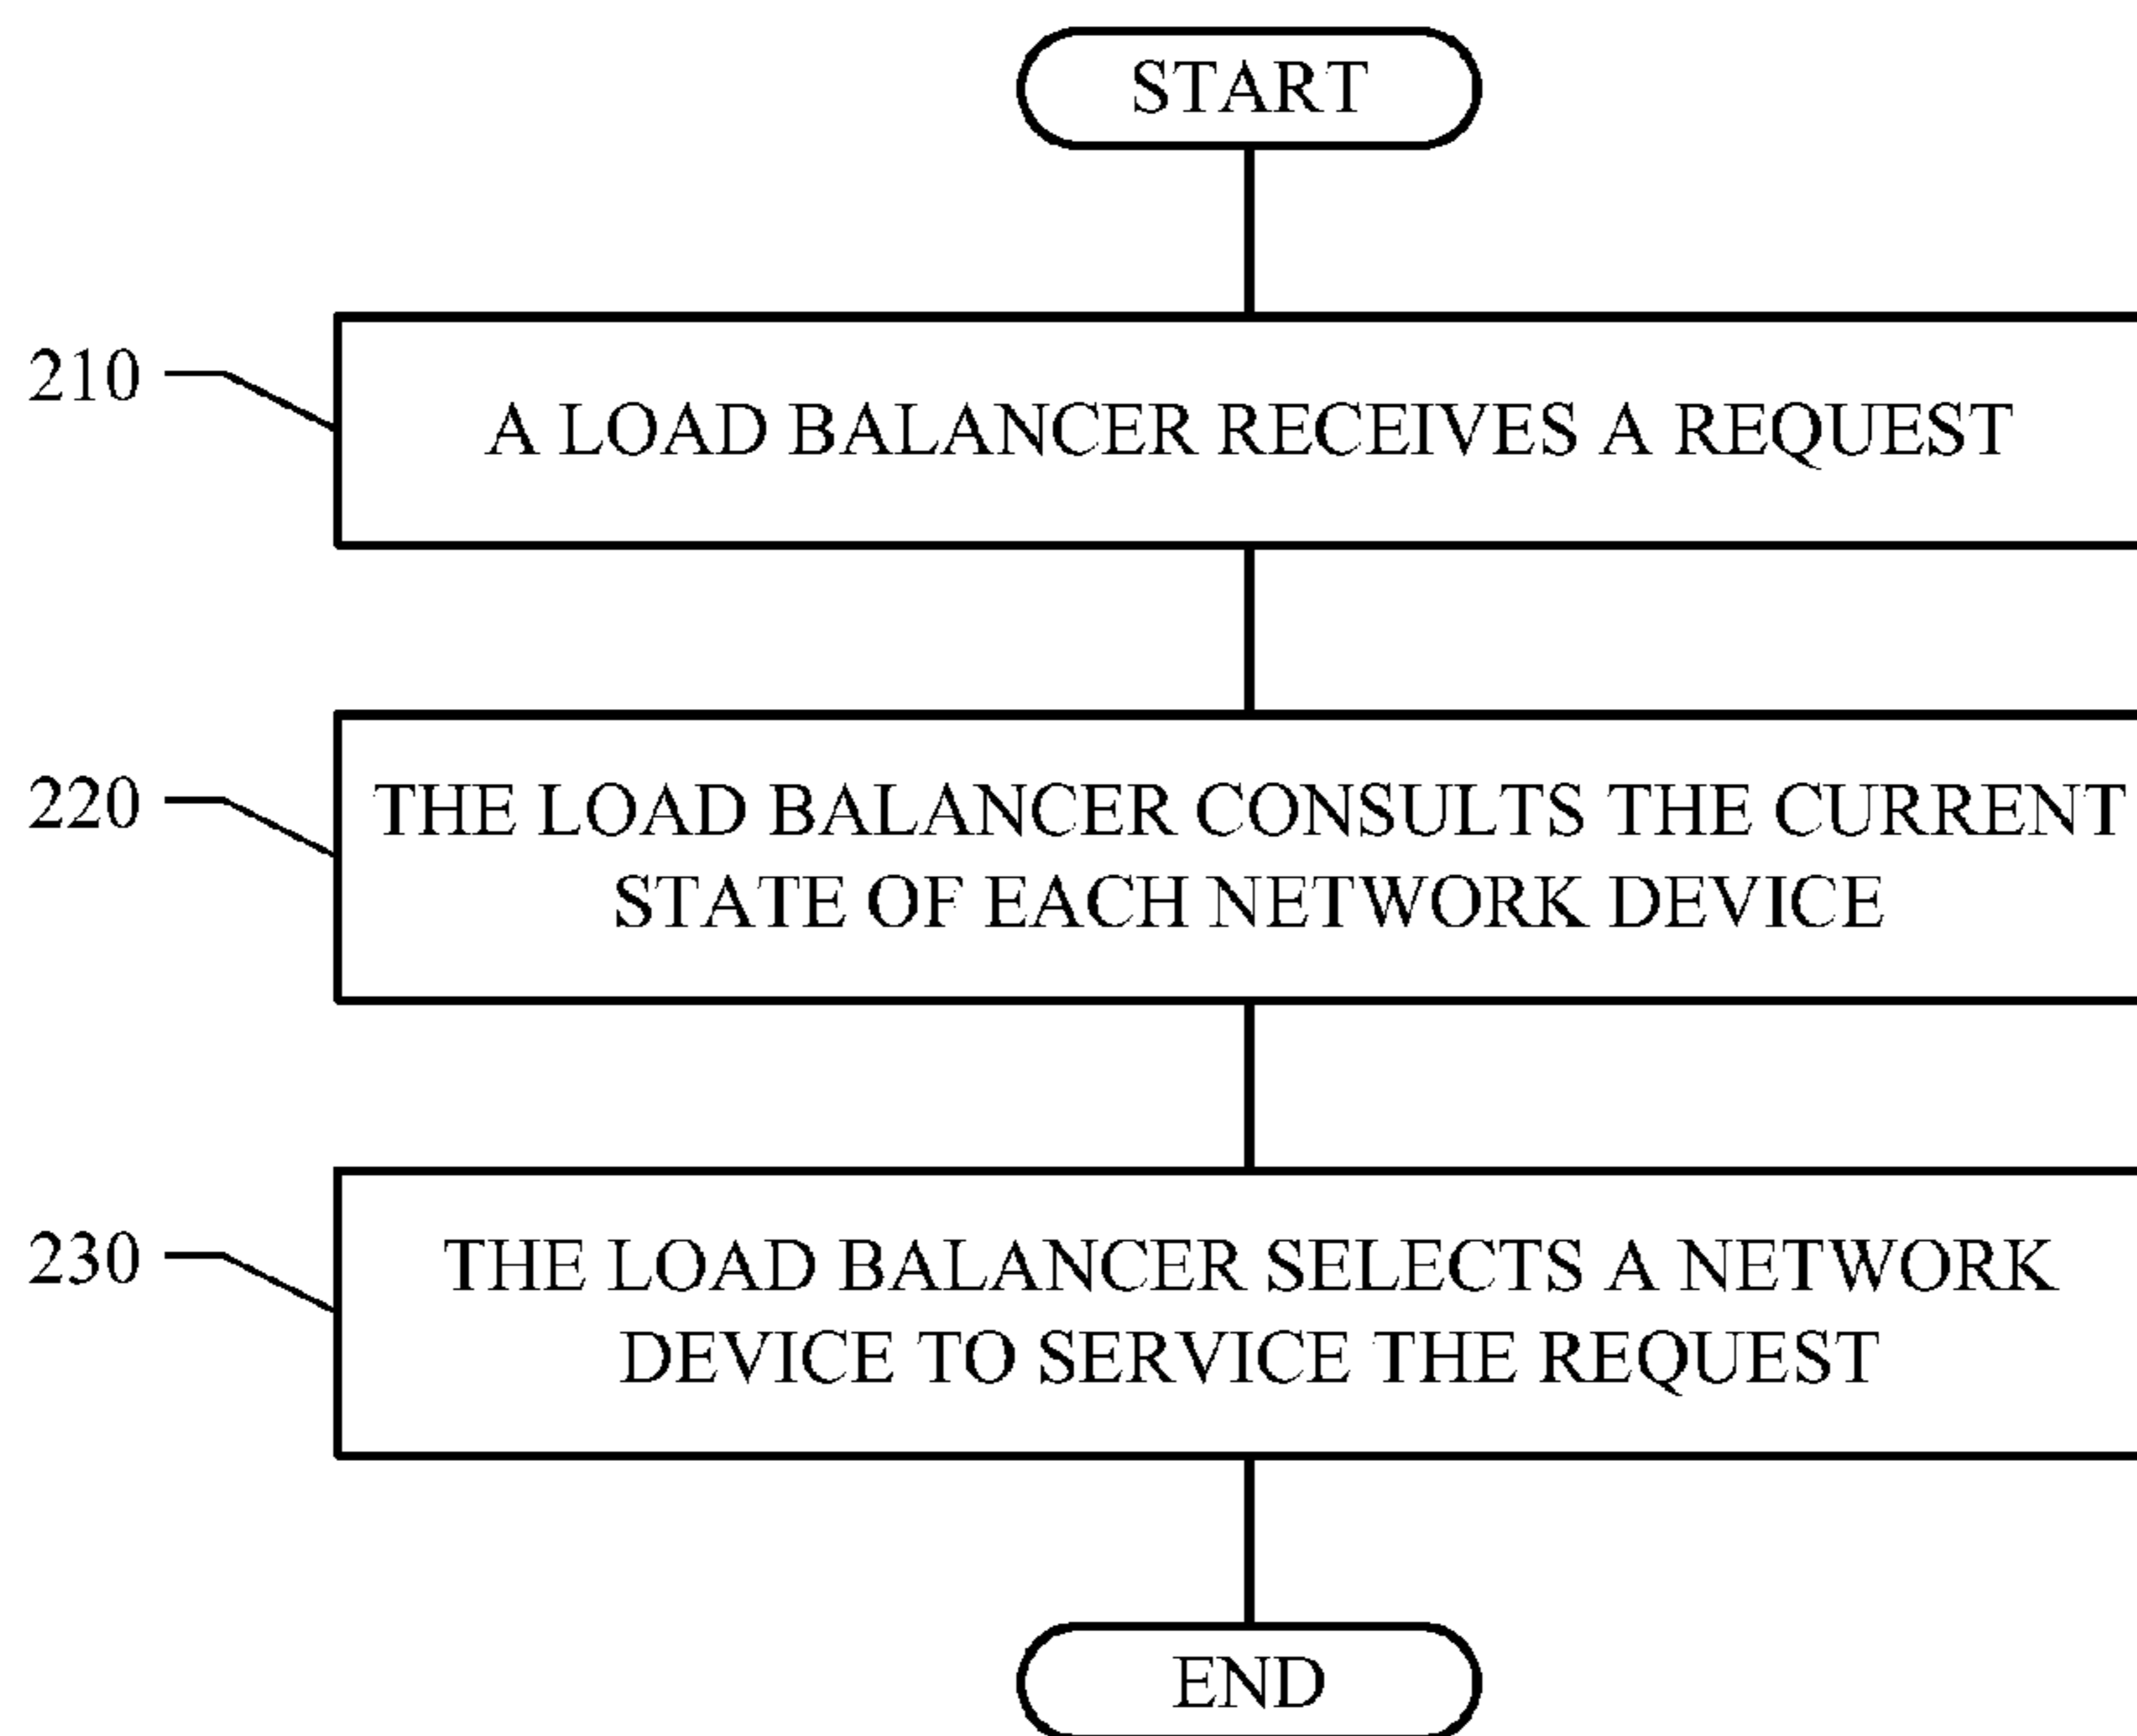 START
210
A LOAD BALANCER RECEIVES A REQUEST
220
THE LOAD BALANCER CONSULTS THE CURRENT
STATE OF EACH NETWORK DEVICE
230
THE LOAD BALANCER SELECTS A NETWORK
DEVICE TO SERVICE THE REQUEST
END